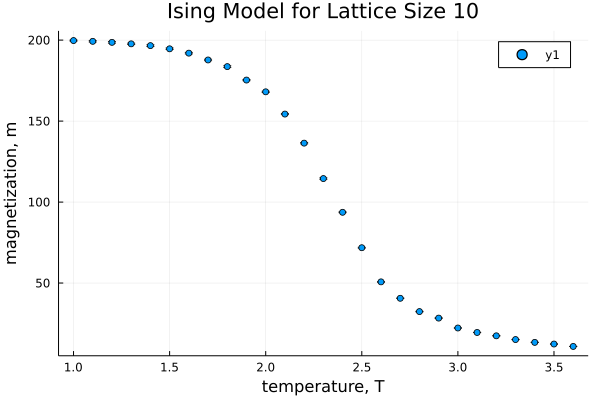 Ising Model for Lattice Size 10
y1
magnetization, m
200
150
100
50
1.0 1.5 2.0 2.5 3.0 3.5
temperature, T